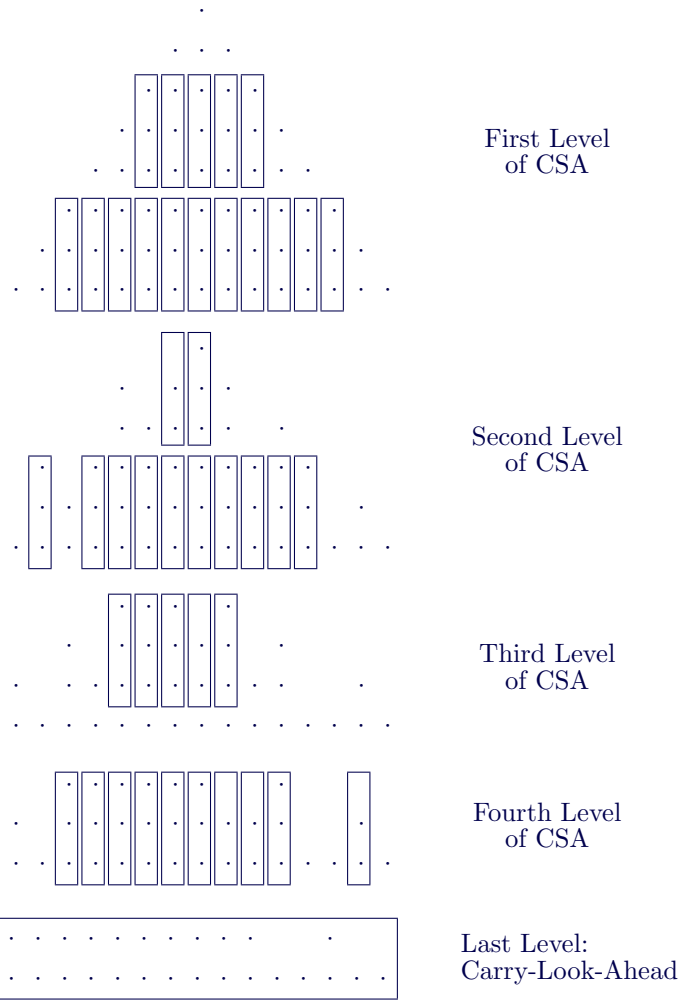 First Level
of CSA
Second Level
of CSA
Third Level
of CSA
Fourth Level
of CSA
Last Level:
Carry-Look-Ahead